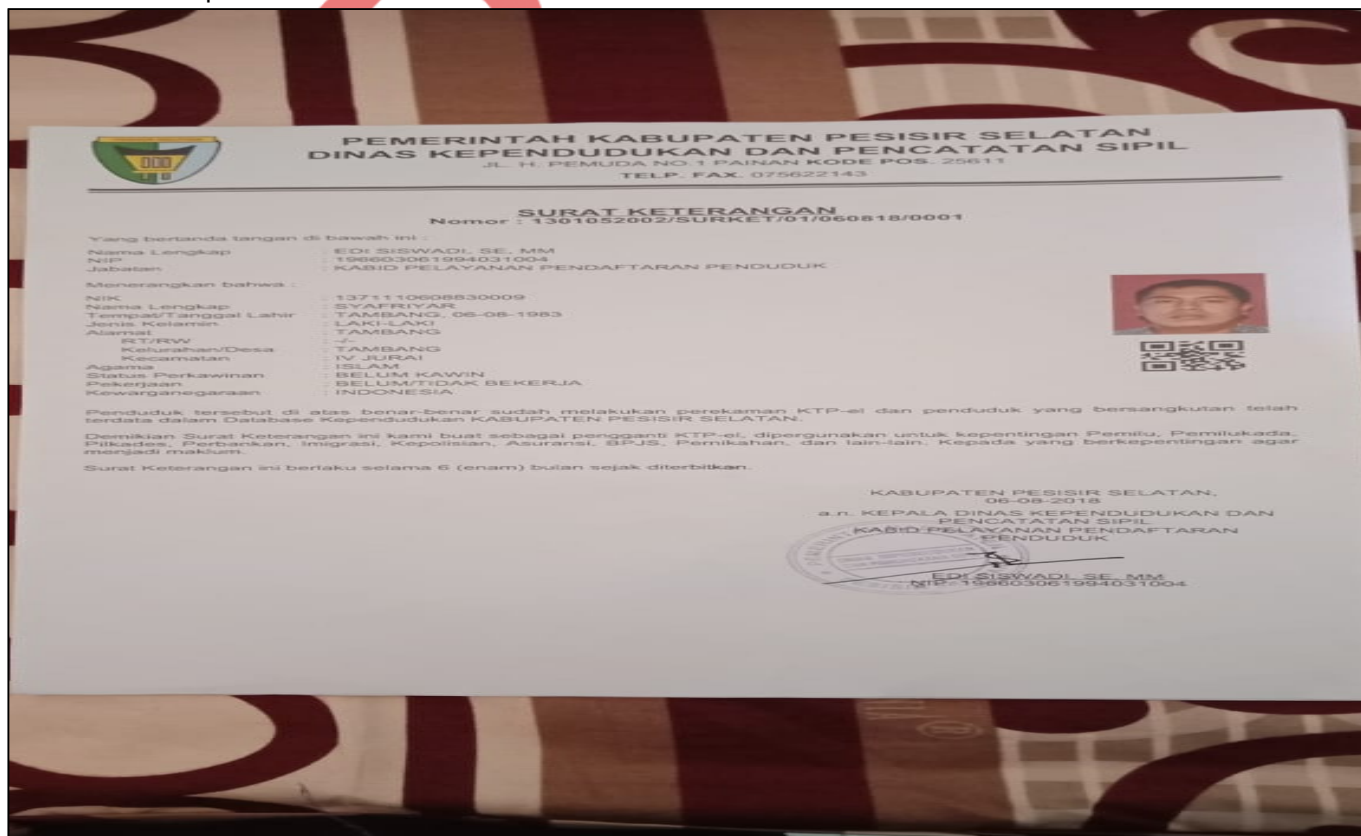 PEMERINTAH KABUPATEN PESISIR SELATAN
DINAS KEPENDUDUKAN DAN PENCATATAN SIPIL
JL. H. PEMUDA NO.1 PAINAN KODE POS. 25611
TELP. FAX. 075622143
SURAT KETERANGAN
Nomor : 1301052002/SURKET/01/060818/0001
Yang bertanda tangan di bawah ini :
Nama Lengkap : EDI SISWADI, SE, MM
NIP : 196603061994031004
Jabatan : KABID PELAYANAN PENDAFTARAN PENDUDUK
Menerangkan bahwa :
NIK : 1371110608830009
Nama Lengkap : SYAFRIYAR
Tempat/Tanggal Lahir : TAMBANG, 06-08-1983
Jenis Kelamin : LAKI-LAKI
Alamat : TAMBANG
RT/RW : -/-
Kelurahan/Desa : TAMBANG
Kecamatan : IV JURAI
Agama : ISLAM
Status Perkawinan : BELUM KAWIN
Pekerjaan : BELUM/TIDAK BEKERJA
Kewarganegaraan : INDONESIA
Penduduk tersebut di atas benar-benar sudah melakukan perekaman KTP-el dan penduduk yang bersangkutan telah
terdata dalam Database Kependudukan KABUPATEN PESISIR SELATAN.
Demikian Surat Keterangan ini kami buat sebagai pengganti KTP-el, dipergunakan untuk kepentingan Pemilu, Pemilukada,
Pilkades, Perbankan, Imigrasi, Kepolisian, Asuransi, BPJS, Pernikahan, dan lain-lain. Kepada yang berkepentingan agar
menjadi maklum.
Surat Keterangan ini berlaku selama 6 (enam) bulan sejak diterbitkan.
KABUPATEN PESISIR SELATAN,
06-08-2018
a.n. KEPALA DINAS KEPENDUDUKAN DAN
PENCATATAN SIPIL
KABID PELAYANAN PENDAFTARAN
PENDUDUK
EDI SISWADI, SE, MM
NIP. 196603061994031004